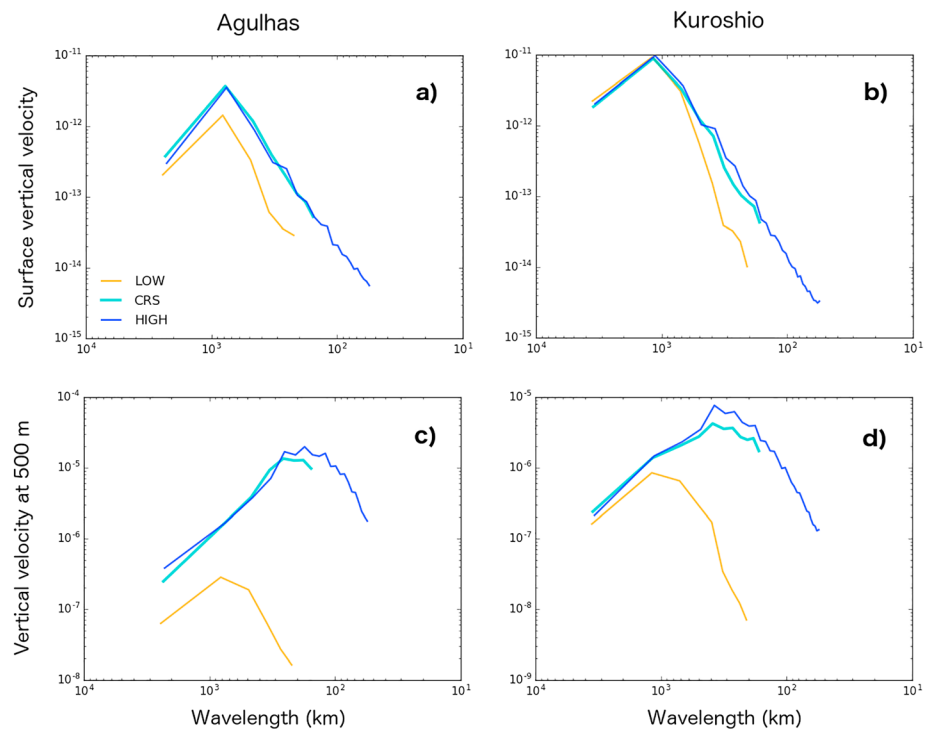 Agulhas
Kuroshio
Surface vertical velocity
10⁻¹¹
10⁻¹²
10⁻¹³
10⁻¹⁴
10⁻¹⁵
a)
LOW
CRS
HIGH
10⁴ 10³ 10² 10¹
10⁻¹¹
10⁻¹²
10⁻¹³
10⁻¹⁴
10⁻¹⁵
b)
10⁴ 10³ 10² 10¹
Vertical velocity at 500 m
10⁻⁴
10⁻⁵
10⁻⁶
10⁻⁷
10⁻⁸
c)
10⁴ 10³ 10² 10¹
Wavelength (km)
10⁻⁵
10⁻⁶
10⁻⁷
10⁻⁸
10⁻⁹
d)
10⁴ 10³ 10² 10¹
Wavelength (km)